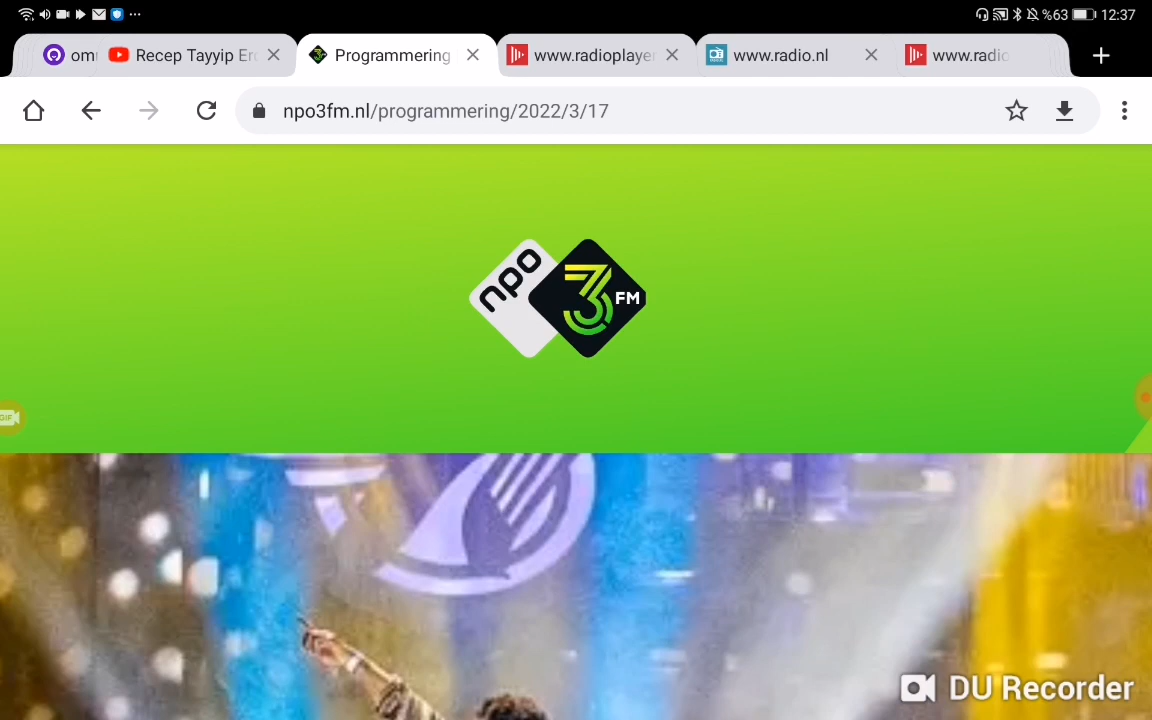 %63 12:37
om
Recep Tayyip Er
Programmering
www.radioplayer
www.radio.nl
www.radio
npo3fm.nl/programmering/2022/3/17
npo
3 FM
GIF
DU Recorder